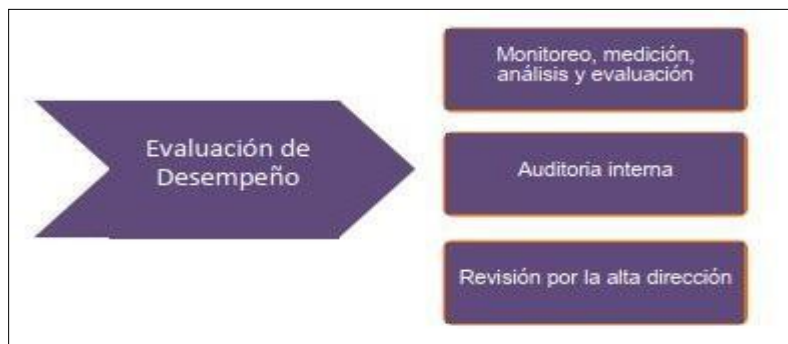 Evaluación de
Desempeño
Monitoreo, medición,
análisis y evaluación
Auditoria interna
Revisión por la alta dirección